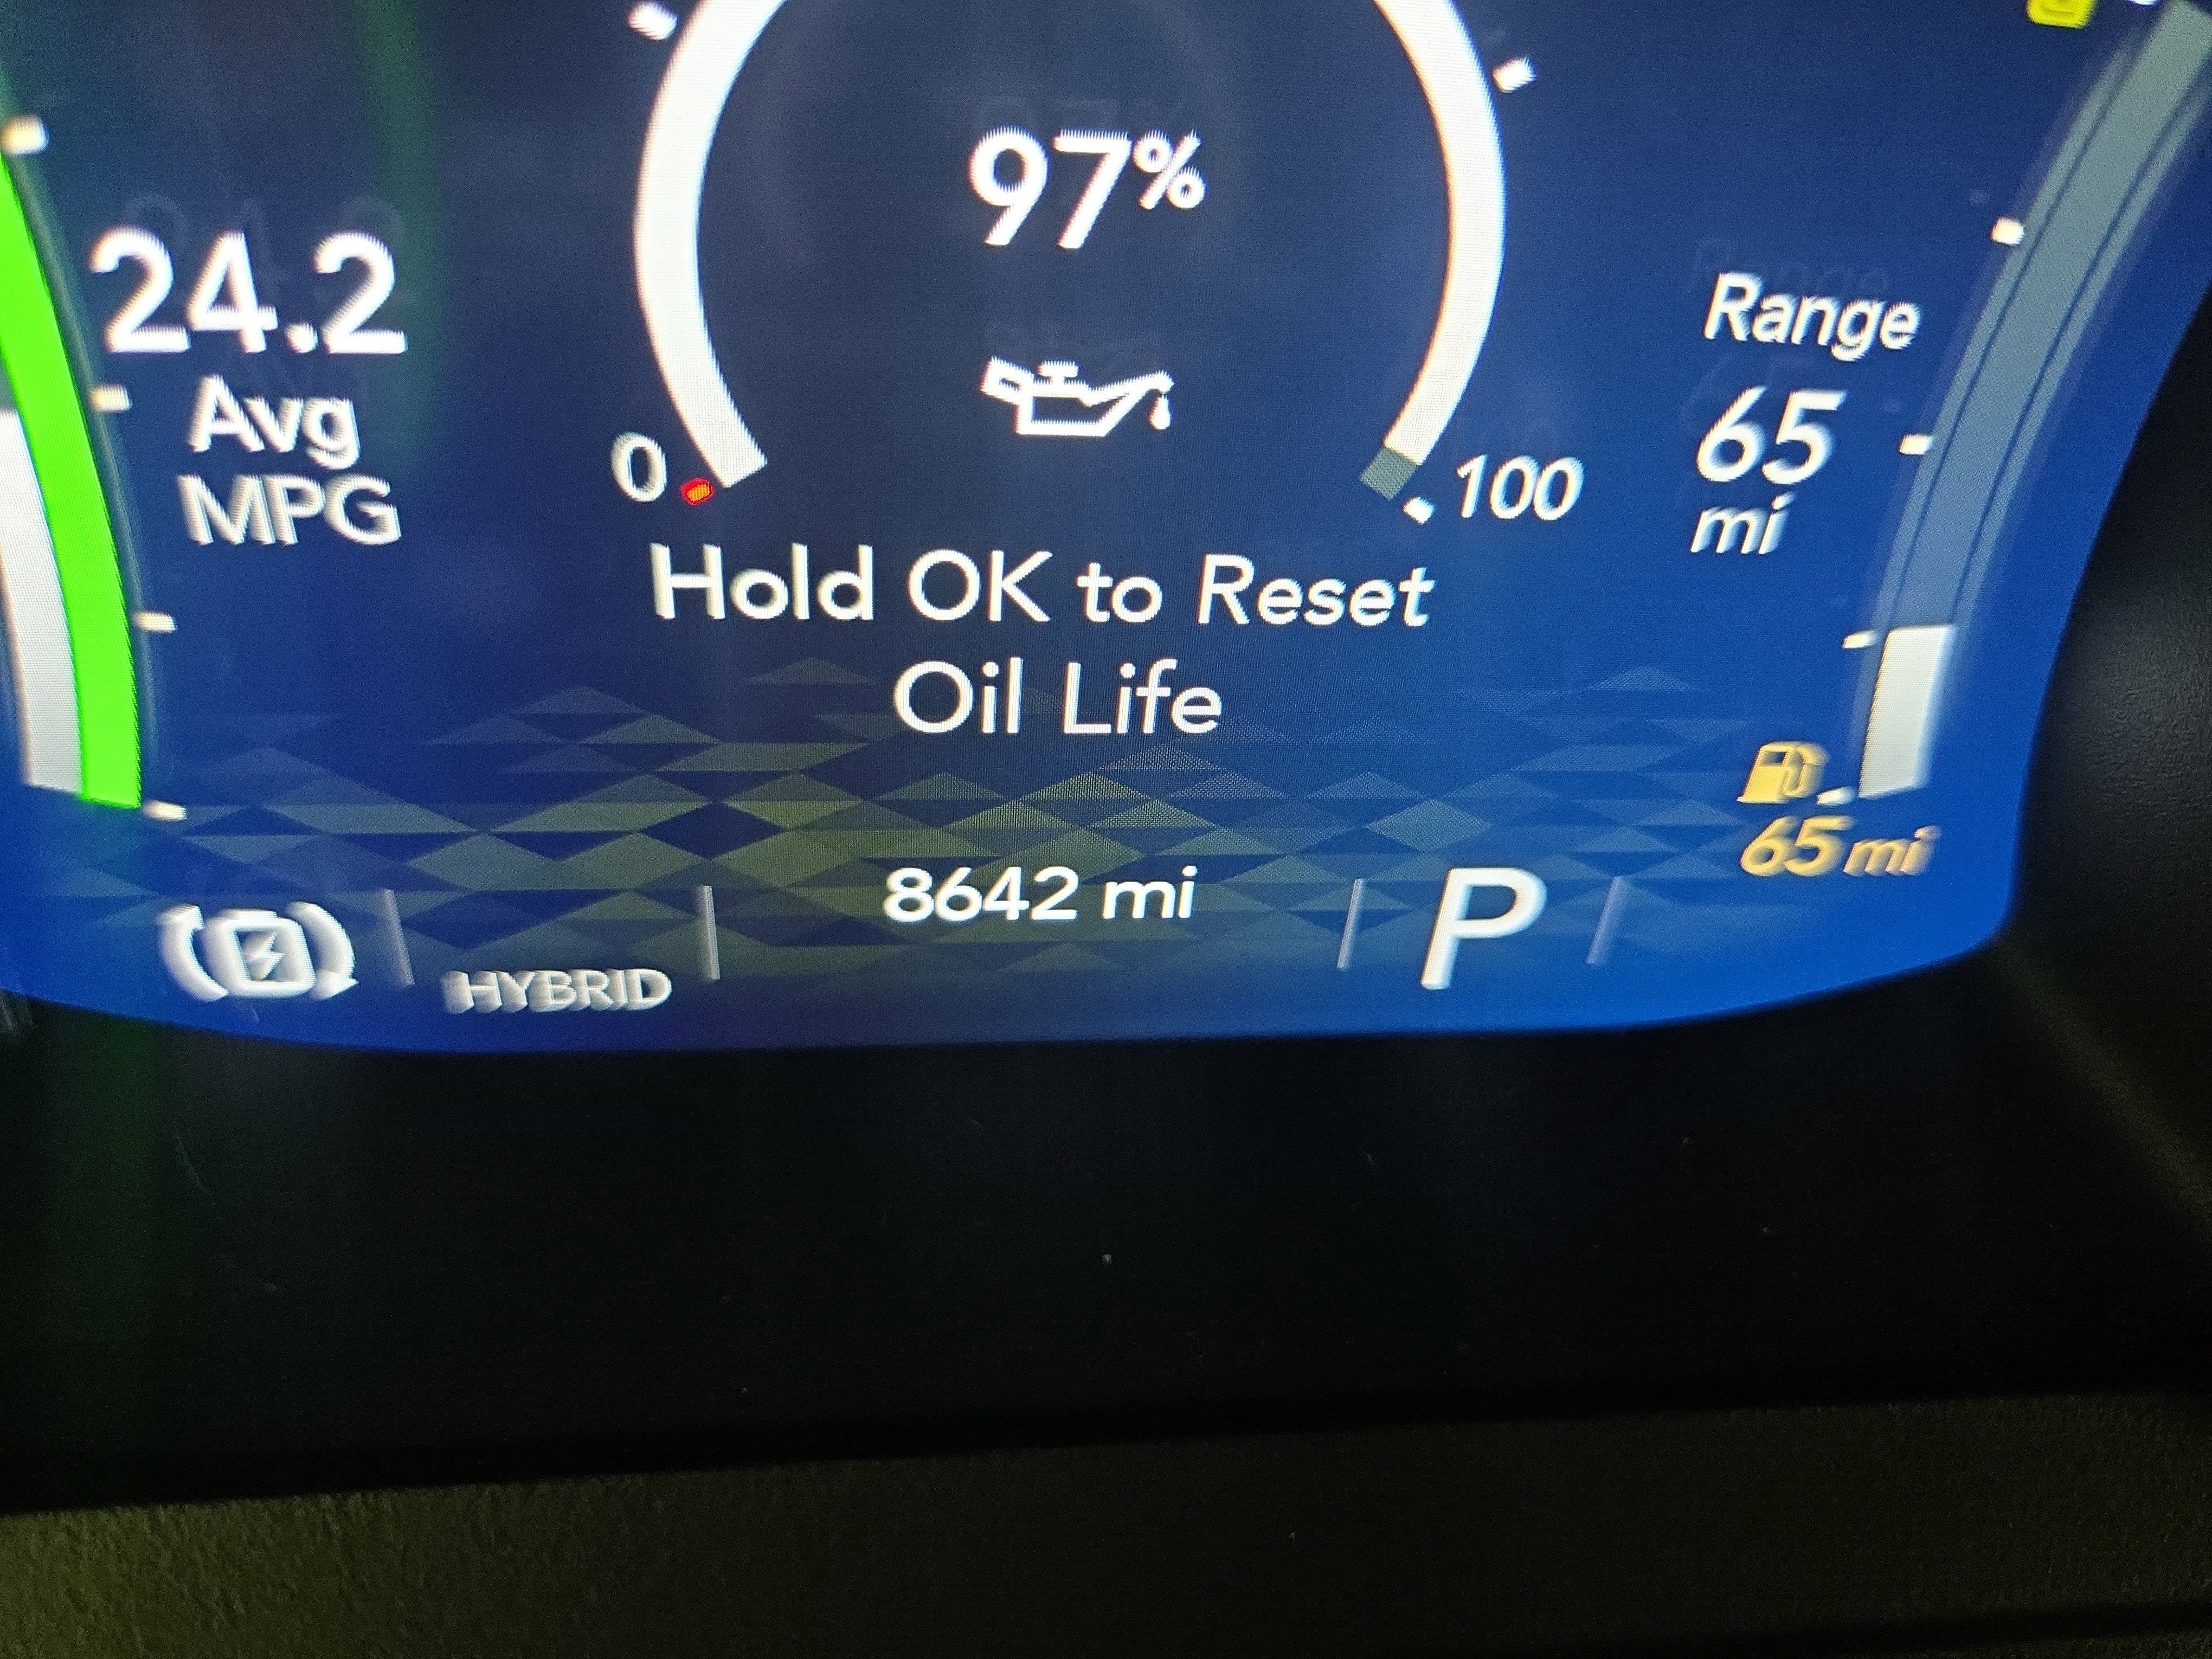 97%
24.2
Avg
MPG
Range
65
mi
0
100
Hold OK to Reset
Oil Life
65 mi
8642 mi
P
HYBRID